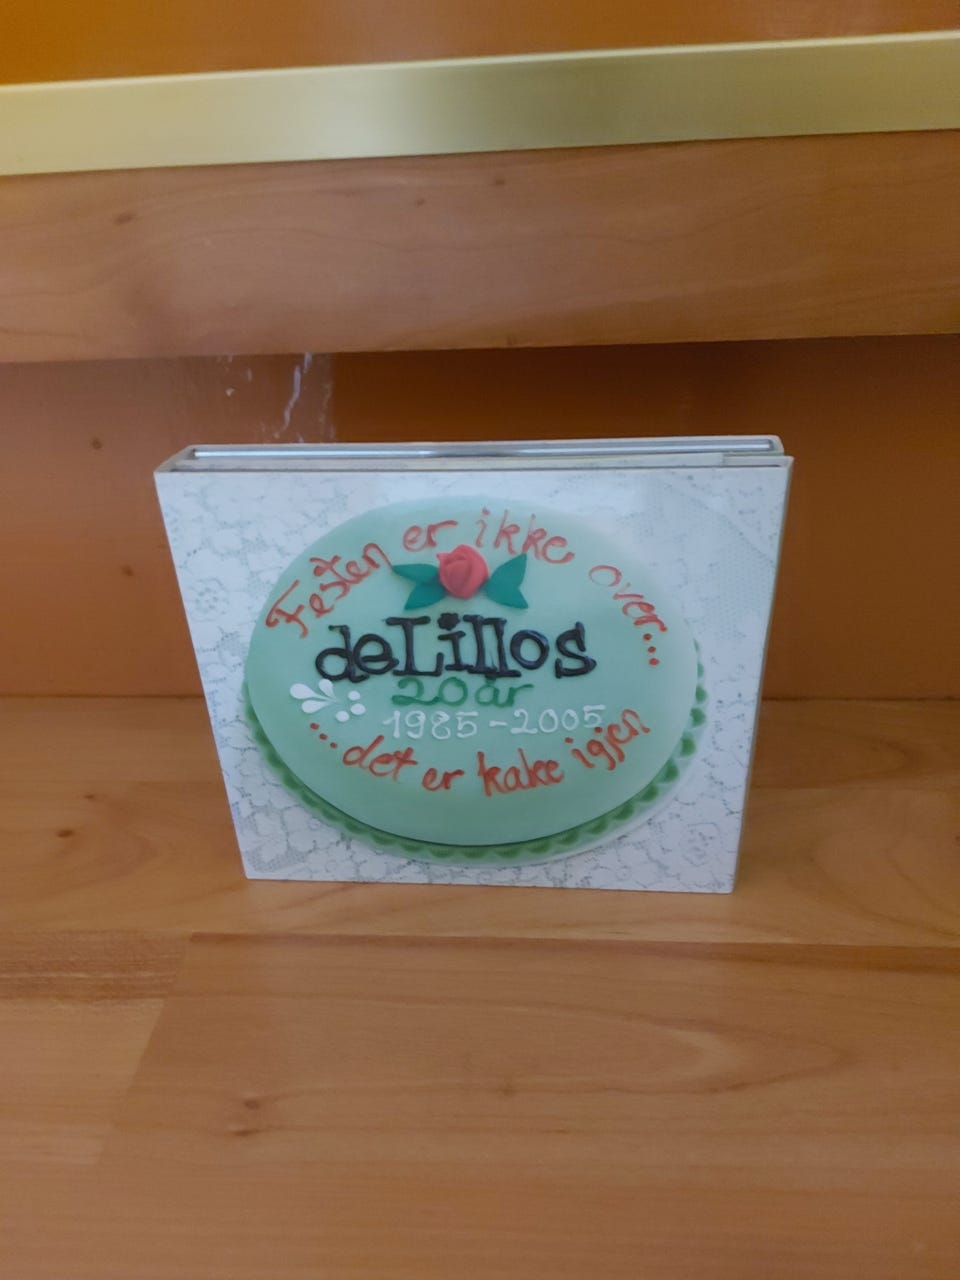 Festen er ikke over...
deLillos
20 år
1985-2005
...det er kake igjen